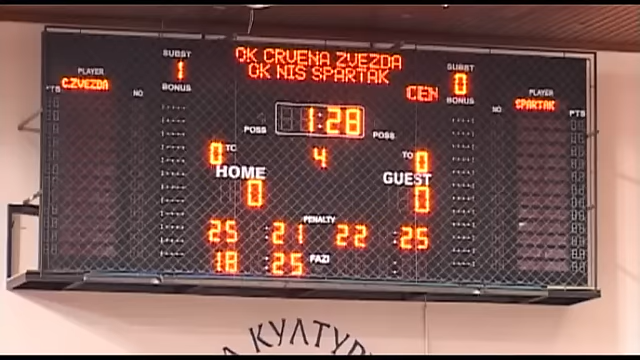 OK CRVENA ZVEZDA
OK NIS SPARTAK
SUBST
1
BONUS
SUBST
0
BONUS
CEN
PLAYER
C.ZVEZDA
PTS
NO
PLAYER
SPARTAK
NO
PTS
POSS
1:28
POSS
0
TC
4
TO
0
HOME
GUEST
0
0
PENALTY
25 :21 22 :25
18 :25
FAZI
КУЛТУР